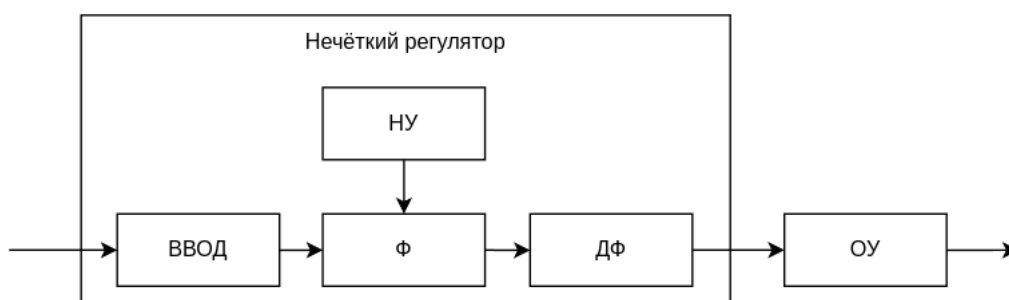 Нечёткий регулятор
НУ
ВВОД
Ф
ДФ
ОУ